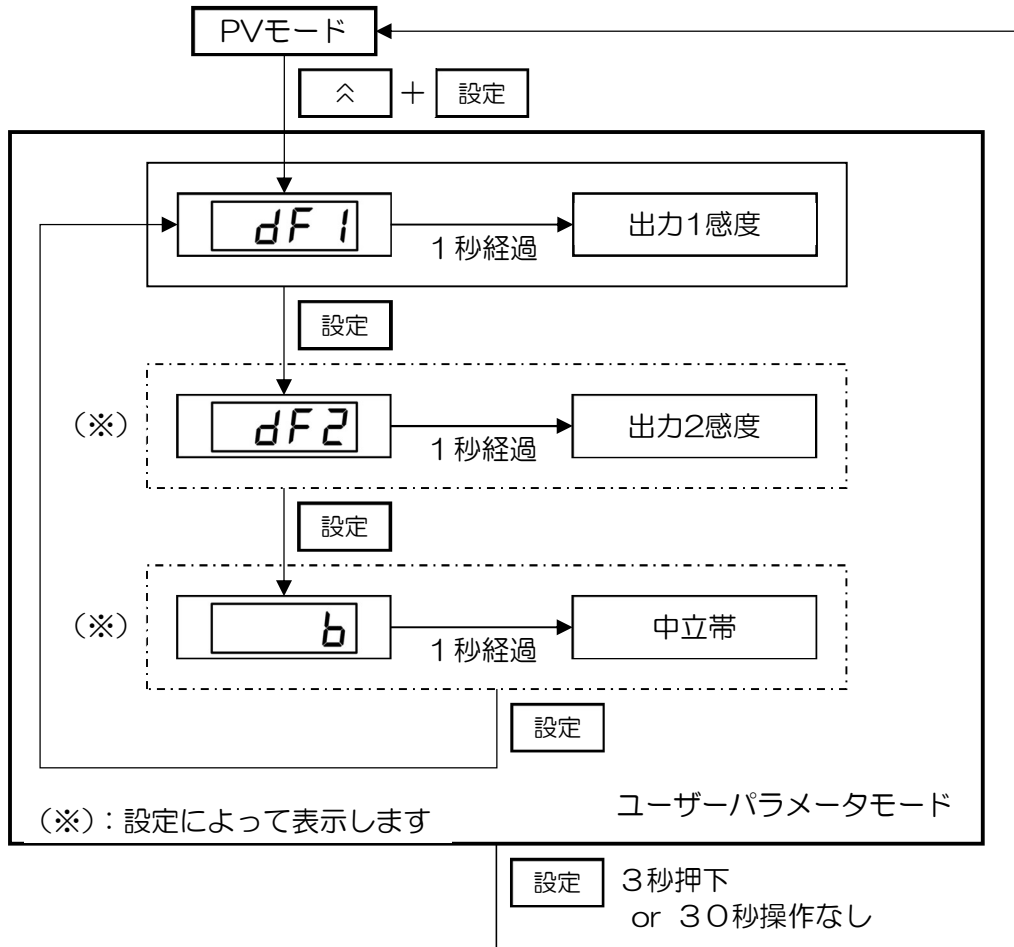 PVモード
︽ + 設定
dF1
1秒経過
出力1感度
設定
(※)
dF2
1秒経過
出力2感度
設定
(※)
b
1秒経過
中立帯
設定
(※):設定によって表示します
ユーザーパラメータモード
設定 3秒押下
or 30秒操作なし